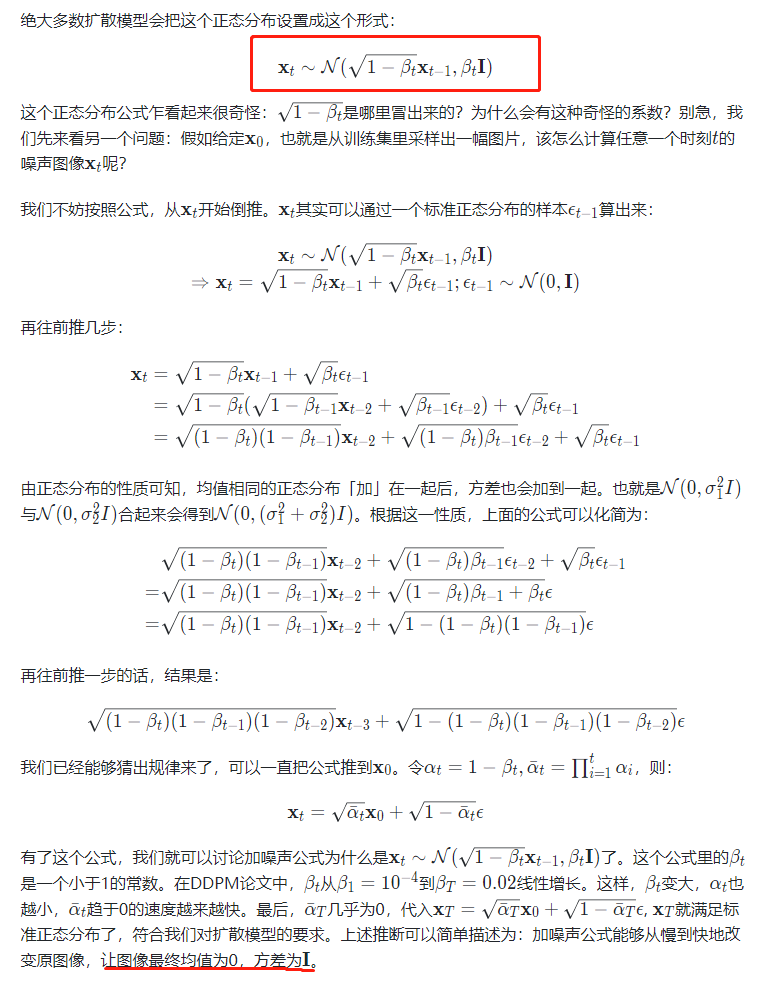 绝大多数扩散模型会把这个正态分布设置成这个形式：
$\mathbf{x}_t \sim \mathcal{N}(\sqrt{1-\beta_t}\mathbf{x}_{t-1}, \beta_t\mathbf{I})$
这个正态分布公式乍看起来很奇怪：$\sqrt{1-\beta_t}$是哪里冒出来的？为什么会有这种奇怪的系数？别急，我
们先来看另一个问题：假如给定$\mathbf{x}_0$，也就是从训练集里采样出一幅图片，该怎么计算任意一个时刻$t$的
噪声图像$\mathbf{x}_t$呢？
我们不妨按照公式，从$\mathbf{x}_t$开始倒推。$\mathbf{x}_t$其实可以通过一个标准正态分布的样本$\epsilon_{t-1}$算出来：
$\mathbf{x}_t \sim \mathcal{N}(\sqrt{1-\beta_t}\mathbf{x}_{t-1}, \beta_t\mathbf{I})$
$\Rightarrow \mathbf{x}_t = \sqrt{1-\beta_t}\mathbf{x}_{t-1} + \sqrt{\beta_t}\epsilon_{t-1}; \epsilon_{t-1} \sim \mathcal{N}(0, \mathbf{I})$
再往前推几步：
$\mathbf{x}_t = \sqrt{1-\beta_t}\mathbf{x}_{t-1} + \sqrt{\beta_t}\epsilon_{t-1}$
$= \sqrt{1-\beta_t}(\sqrt{1-\beta_{t-1}}\mathbf{x}_{t-2} + \sqrt{\beta_{t-1}}\epsilon_{t-2}) + \sqrt{\beta_t}\epsilon_{t-1}$
$= \sqrt{(1-\beta_t)(1-\beta_{t-1})}\mathbf{x}_{t-2} + \sqrt{(1-\beta_t)\beta_{t-1}}\epsilon_{t-2} + \sqrt{\beta_t}\epsilon_{t-1}$
由正态分布的性质可知，均值相同的正态分布「加」在一起后，方差也会加到一起。也就是$\mathcal{N}(0, \sigma_1^2 I)$
与$\mathcal{N}(0, \sigma_2^2 I)$合起来会得到$\mathcal{N}(0, (\sigma_1^2 + \sigma_2^2)I)$。根据这一性质，上面的公式可以化简为：
$\sqrt{(1-\beta_t)(1-\beta_{t-1})}\mathbf{x}_{t-2} + \sqrt{(1-\beta_t)\beta_{t-1}}\epsilon_{t-2} + \sqrt{\beta_t}\epsilon_{t-1}$
$= \sqrt{(1-\beta_t)(1-\beta_{t-1})}\mathbf{x}_{t-2} + \sqrt{(1-\beta_t)\beta_{t-1} + \beta_t}\epsilon$
$= \sqrt{(1-\beta_t)(1-\beta_{t-1})}\mathbf{x}_{t-2} + \sqrt{1-(1-\beta_t)(1-\beta_{t-1})}\epsilon$
再往前推一步的话，结果是：
$\sqrt{(1-\beta_t)(1-\beta_{t-1})(1-\beta_{t-2})}\mathbf{x}_{t-3} + \sqrt{1-(1-\beta_t)(1-\beta_{t-1})(1-\beta_{t-2})}\epsilon$
我们已经能够猜出规律来了，可以一直把公式推到$\mathbf{x}_0$。令$\alpha_t = 1-\beta_t, \bar{\alpha}_t = \prod_{i=1}^{t}\alpha_i$，则：
$\mathbf{x}_t = \sqrt{\bar{\alpha}_t}\mathbf{x}_0 + \sqrt{1-\bar{\alpha}_t}\epsilon$
有了这个公式，我们就可以讨论加噪声公式为什么是$\mathbf{x}_t \sim \mathcal{N}(\sqrt{1-\beta_t}\mathbf{x}_{t-1}, \beta_t\mathbf{I})$了。这个公式里的$\beta_t$
是一个小于1的常数。在DDPM论文中，$\beta_t$从$\beta_1 = 10^{-4}$到$\beta_T = 0.02$线性增长。这样，$\beta_t$变大，$\alpha_t$也
越小，$\bar{\alpha}_t$趋于0的速度越来越快。最后，$\bar{\alpha}_T$几乎为0，代入$\mathbf{x}_T = \sqrt{\bar{\alpha}_T}\mathbf{x}_0 + \sqrt{1-\bar{\alpha}_T}\epsilon$, $\mathbf{x}_T$就满足标
准正态分布了，符合我们对扩散模型的要求。上述推断可以简单描述为：加噪声公式能够从慢到快地改
变原图像，让图像最终均值为0，方差为$\mathbf{I}$。